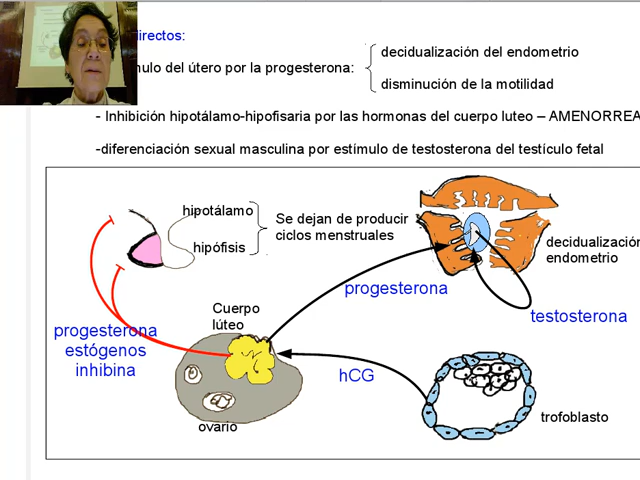 directos:
decidualización del endometrio
mulo del útero por la progesterona:
disminución de la motilidad
- Inhibición hipotálamo-hipofisaria por las hormonas del cuerpo luteo – AMENORREA
-diferenciación sexual masculina por estímulo de testosterona del testículo fetal
hipotálamo
hipófisis
Se dejan de producir
ciclos menstruales
decidualización
endometrio
progesterona
testosterona
Cuerpo
lúteo
progesterona
estógenos
inhibina
hCG
ovario
trofoblasto